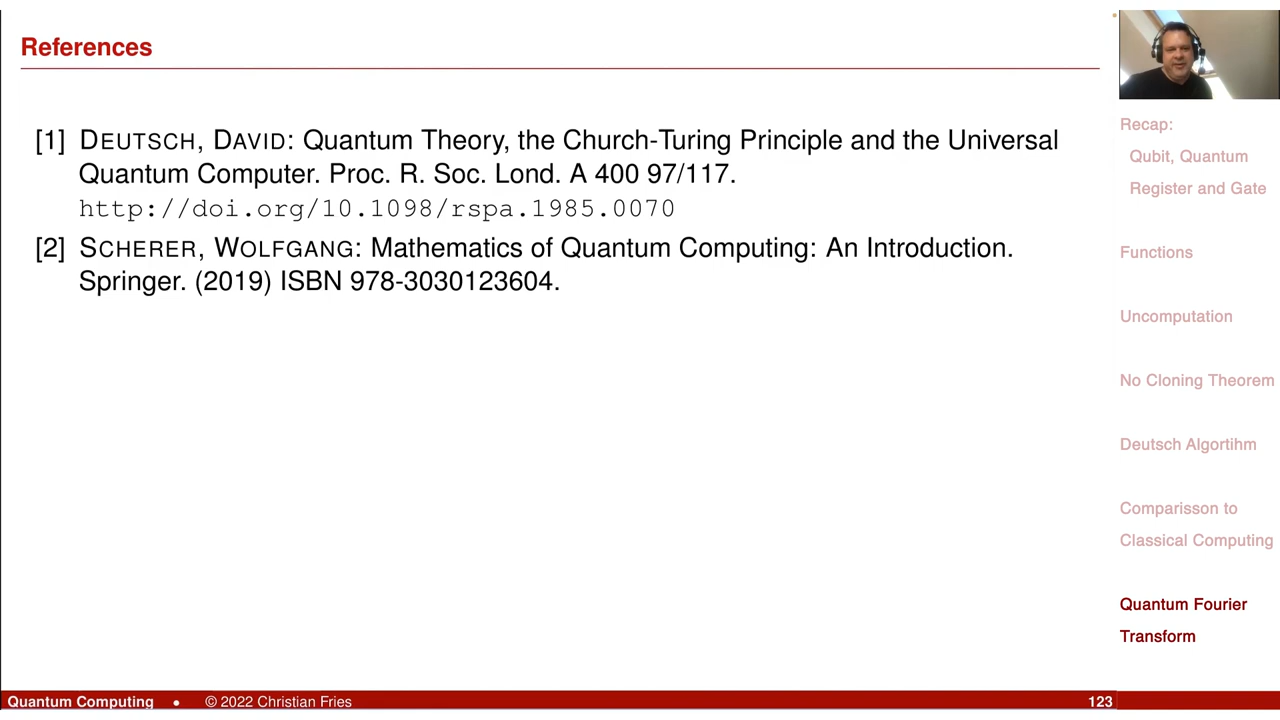 References
[1] DEUTSCH, DAVID: Quantum Theory, the Church-Turing Principle and the Universal
Quantum Computer. Proc. R. Soc. Lond. A 400 97/117.
http://doi.org/10.1098/rspa.1985.0070
[2] SCHERER, WOLFGANG: Mathematics of Quantum Computing: An Introduction.
Springer. (2019) ISBN 978-3030123604.
Recap:
Qubit, Quantum
Register and Gate
Functions
Uncomputation
No Cloning Theorem
Deutsch Algortihm
Comparisson to
Classical Computing
Quantum Fourier
Transform
Quantum Computing • © 2022 Christian Fries 123